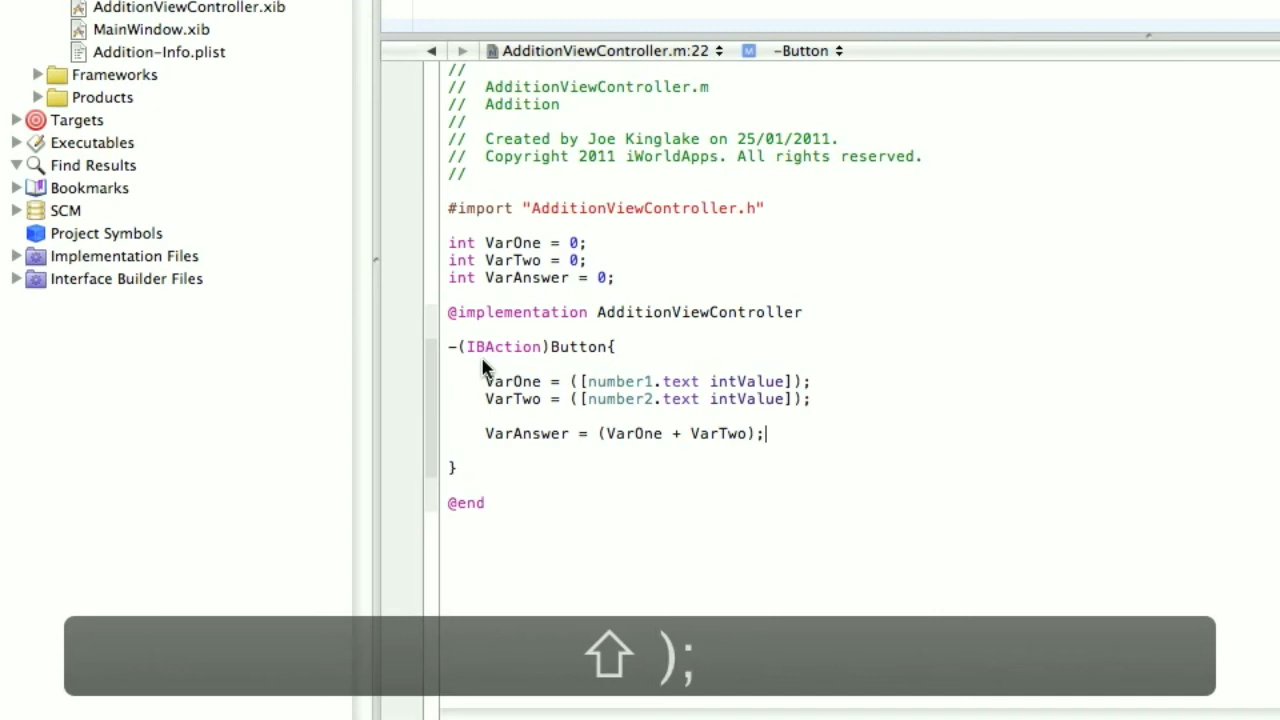 AdditionViewController.xib
MainWindow.xib
Addition-Info.plist
Frameworks
Products
Targets
Executables
Find Results
Bookmarks
SCM
Project Symbols
Implementation Files
Interface Builder Files
AdditionViewController.m:22 M -Button
//
// AdditionViewController.m
// Addition
//
// Created by Joe Kinglake on 25/01/2011.
// Copyright 2011 iWorldApps. All rights reserved.
//
#import "AdditionViewController.h"
int VarOne = 0;
int VarTwo = 0;
int VarAnswer = 0;
@implementation AdditionViewController
-(IBAction)Button{
VarOne = ([number1.text intValue]);
VarTwo = ([number2.text intValue]);
VarAnswer = (VarOne + VarTwo);
}
@end
⇧ );